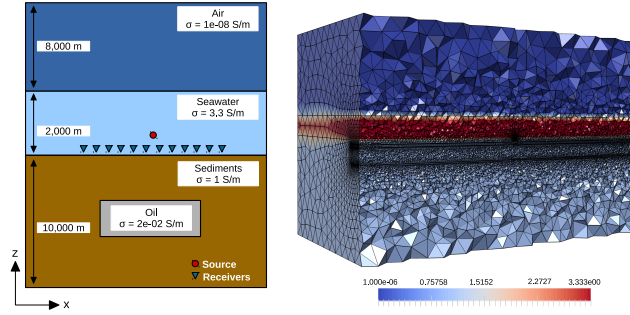 Air
σ = 1e-08 S/m
8,000 m
Seawater
σ = 3,3 S/m
2,000 m
Sediments
σ = 1 S/m
Oil
σ = 2e-02 S/m
10,000 m
Source
Receivers
Z
X
1.000e-06 0.75758 1.5152 2.2727 3.333e00